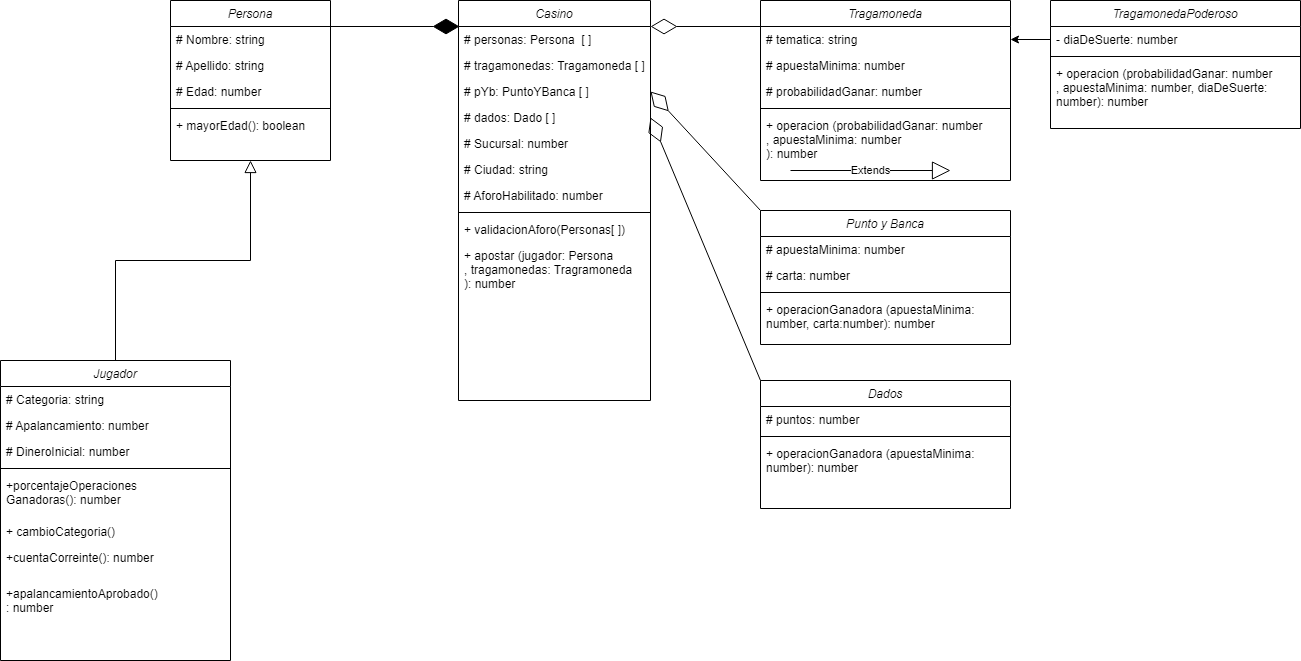 Persona
# Nombre: string
# Apellido: string
# Edad: number
+ mayorEdad(): boolean
Casino
# personas: Persona [ ]
# tragamonedas: Tragamoneda [ ]
# pYb: PuntoYBanca [ ]
# dados: Dado [ ]
# Sucursal: number
# Ciudad: string
# AforoHabilitado: number
+ validacionAforo(Personas[ ])
+ apostar (jugador: Persona
, tragamonedas: Tragramoneda
): number
Tragamoneda
# tematica: string
# apuestaMinima: number
# probabilidadGanar: number
+ operacion (probabilidadGanar: number
, apuestaMinima: number
): number
Extends
TragamonedaPoderoso
- diaDeSuerte: number
+ operacion (probabilidadGanar: number
, apuestaMinima: number, diaDeSuerte:
number): number
Punto y Banca
# apuestaMinima: number
# carta: number
+ operacionGanadora (apuestaMinima:
number, carta:number): number
Dados
# puntos: number
+ operacionGanadora (apuestaMinima:
number): number
Jugador
# Categoria: string
# Apalancamiento: number
# DineroInicial: number
+porcentajeOperaciones
Ganadoras(): number
+ cambioCategoria()
+cuentaCorreinte(): number
+apalancamientoAprobado()
: number